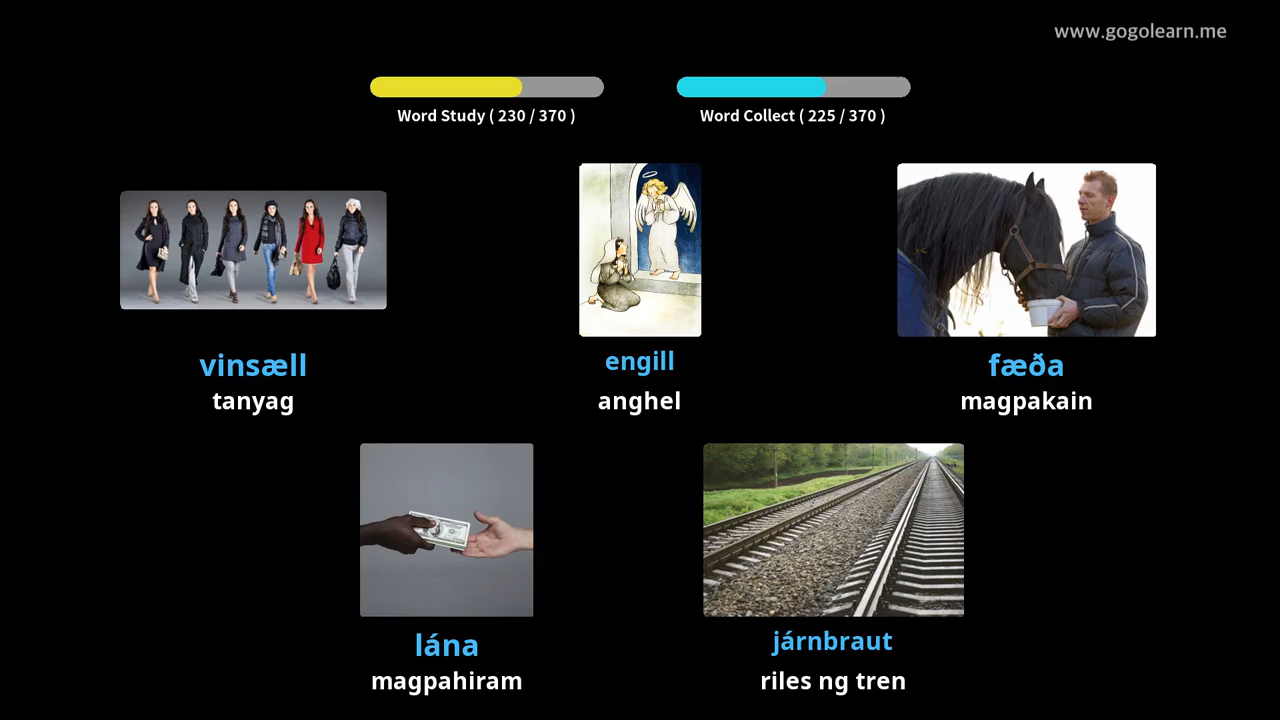 www.gogolearn.me
Word Study ( 230 / 370 )
Word Collect ( 225 / 370 )
vinsæll
tanyag
engill
anghel
fæða
magpakain
lána
magpahiram
járnbraut
riles ng tren